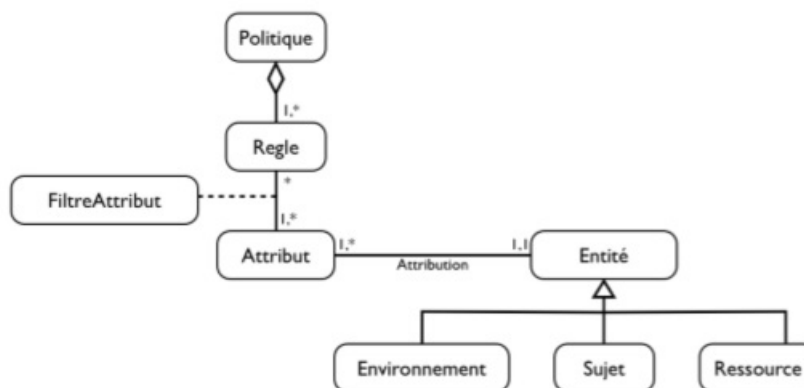 Politique
1,*
Regle
*
FiltreAttribut
1,*
Attribut
1,*
Attribution
1,1
Entité
Environnement
Sujet
Ressource